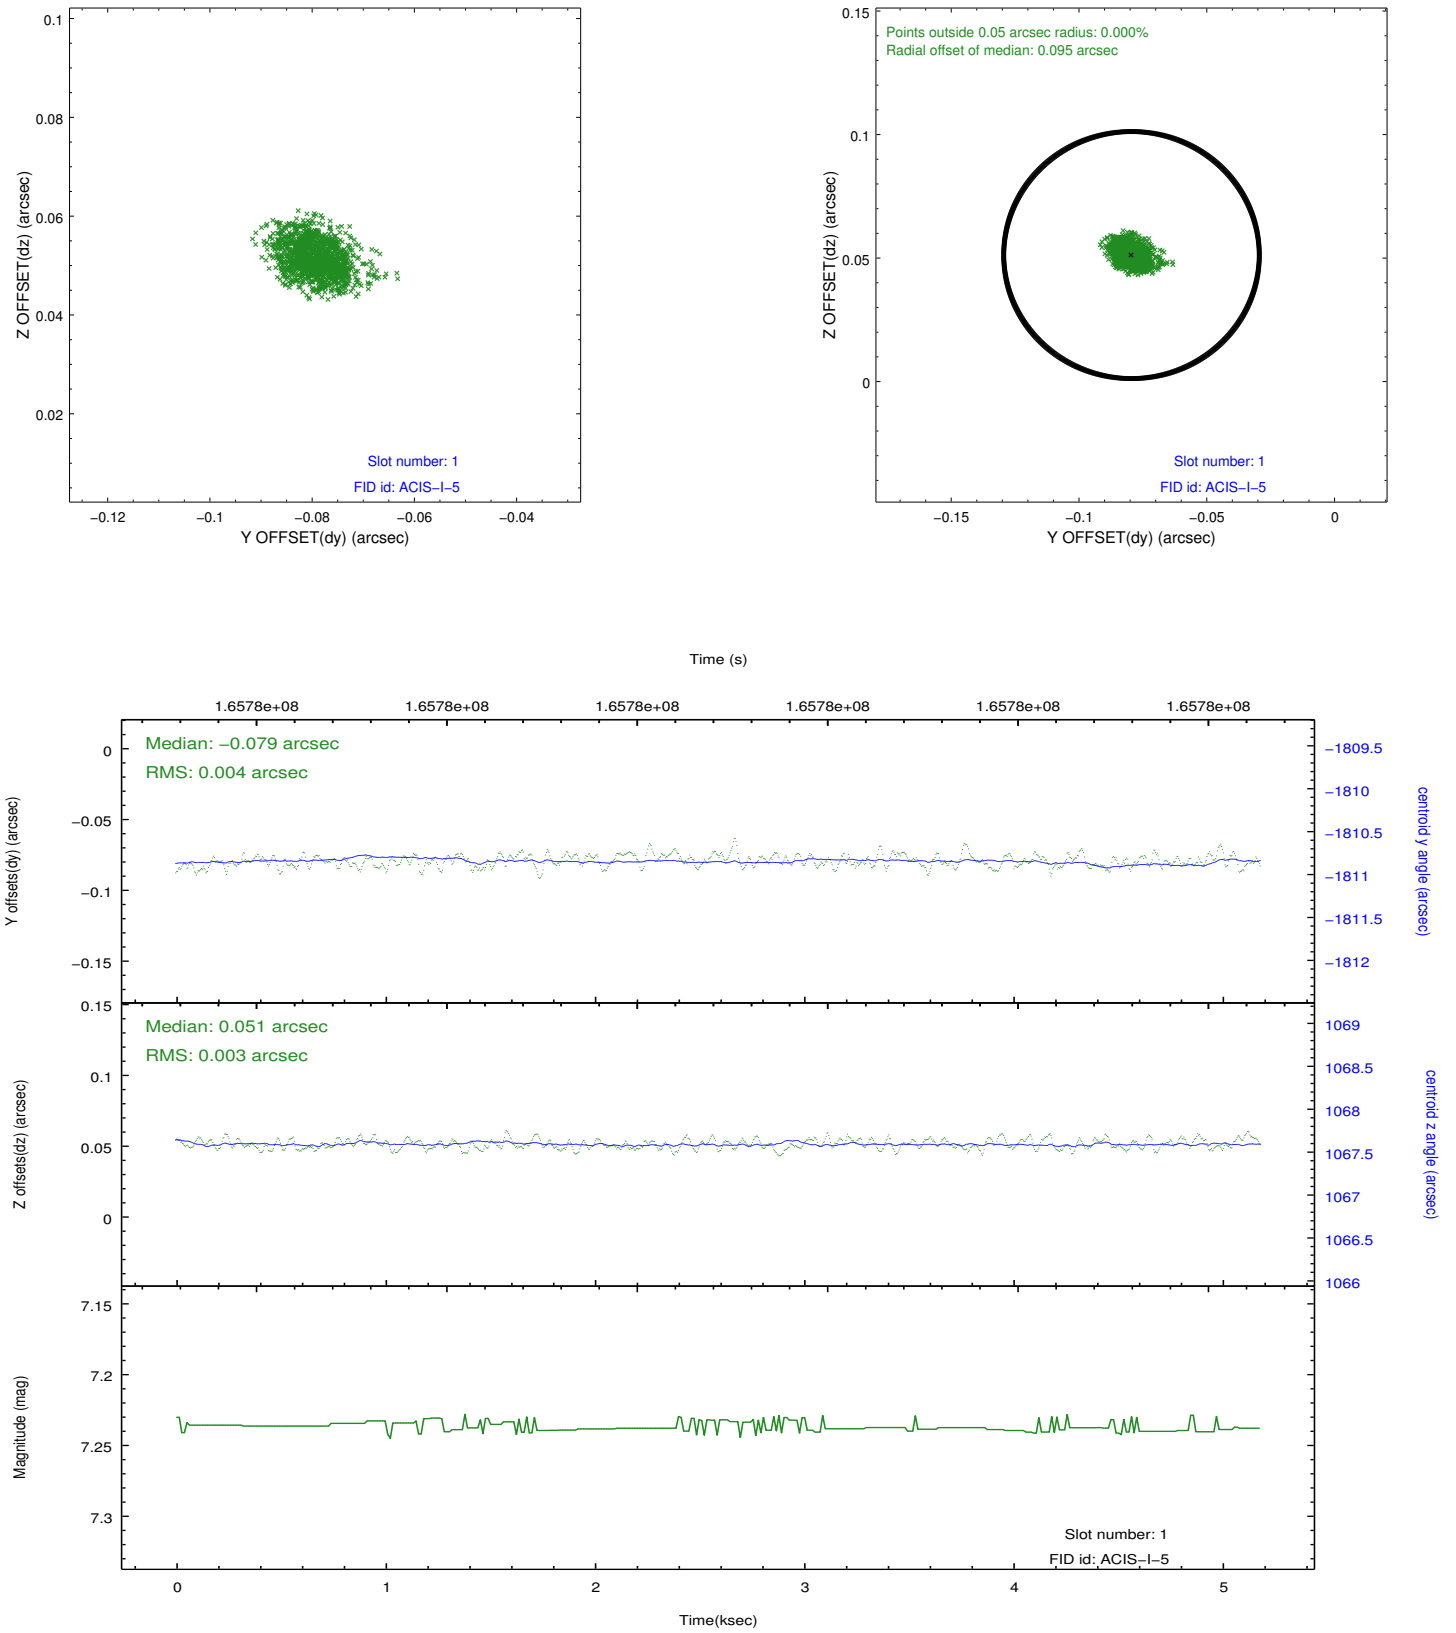 0.1
0.08
0.06
0.04
0.02
Z OFFSET(dz) (arcsec)
Slot number: 1
FID id: ACIS−I−5
−0.12 −0.1 −0.08 −0.06 −0.04
Y OFFSET(dy) (arcsec)
0.15
0.1
0.05
0
Z OFFSET(dz) (arcsec)
Points outside 0.05 arcsec radius: 0.000%
Radial offset of median: 0.095 arcsec
Slot number: 1
FID id: ACIS−I−5
−0.15 −0.1 −0.05 0
Y OFFSET(dy) (arcsec)
Time (s)
1.6578e+08 1.6578e+08 1.6578e+08 1.6578e+08 1.6578e+08 1.6578e+08
Median: −0.079 arcsec
RMS: 0.004 arcsec
0
−0.05
−0.1
−0.15
Y offsets(dy) (arcsec)
−1809.5
−1810
−1810.5
−1811
−1811.5
−1812
centroid y angle (arcsec)
Median: 0.051 arcsec
RMS: 0.003 arcsec
0.15
0.1
0.05
0
Z offsets(dz) (arcsec)
1069
1068.5
1068
1067.5
1067
1066.5
1066
centroid z angle (arcsec)
7.15
7.2
7.25
7.3
Magnitude (mag)
Slot number: 1
FID id: ACIS−I−5
0 1 2 3 4 5
Time(ksec)